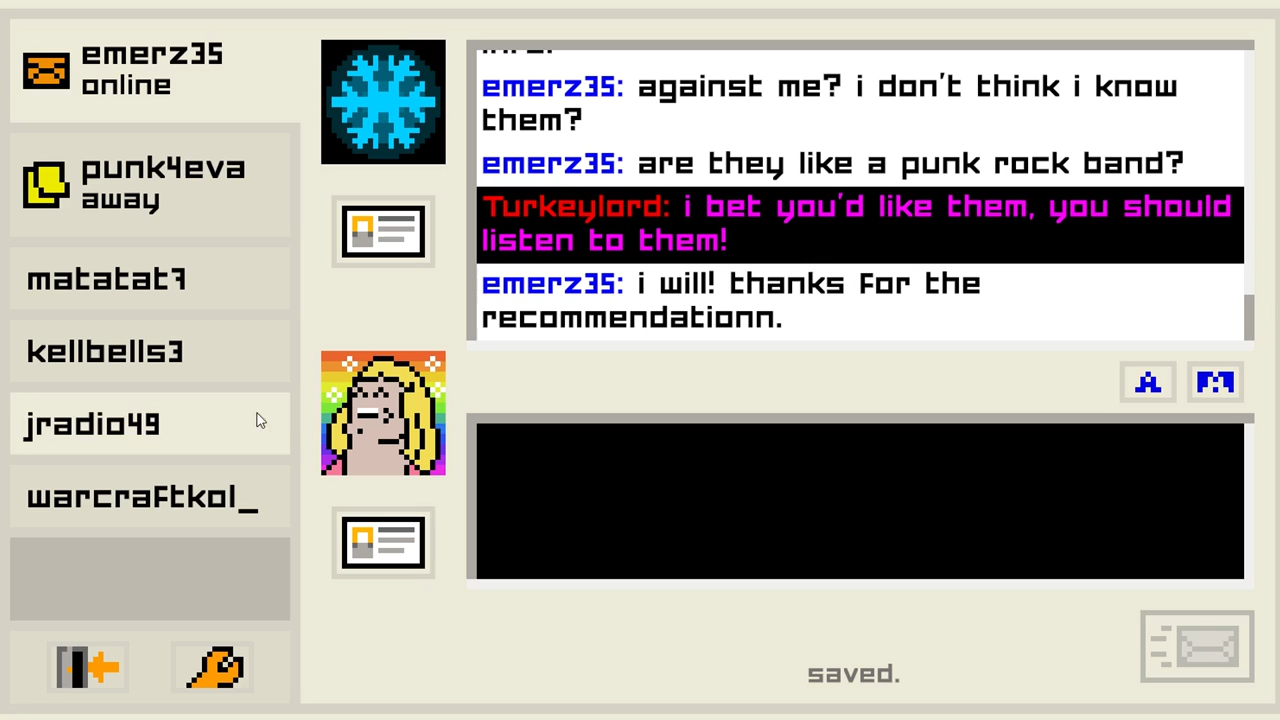 emerz35
online
punk4eva
away
matatat7
kellbells3
jradio49
warcraftkol_
emerz35: against me? i don't think i know
them?
emerz35: are they like a punk rock band?
Turkeylord: i bet you'd like them, you should
listen to them!
emerz35: i will! thanks for the
recommendationn.
A
saved.